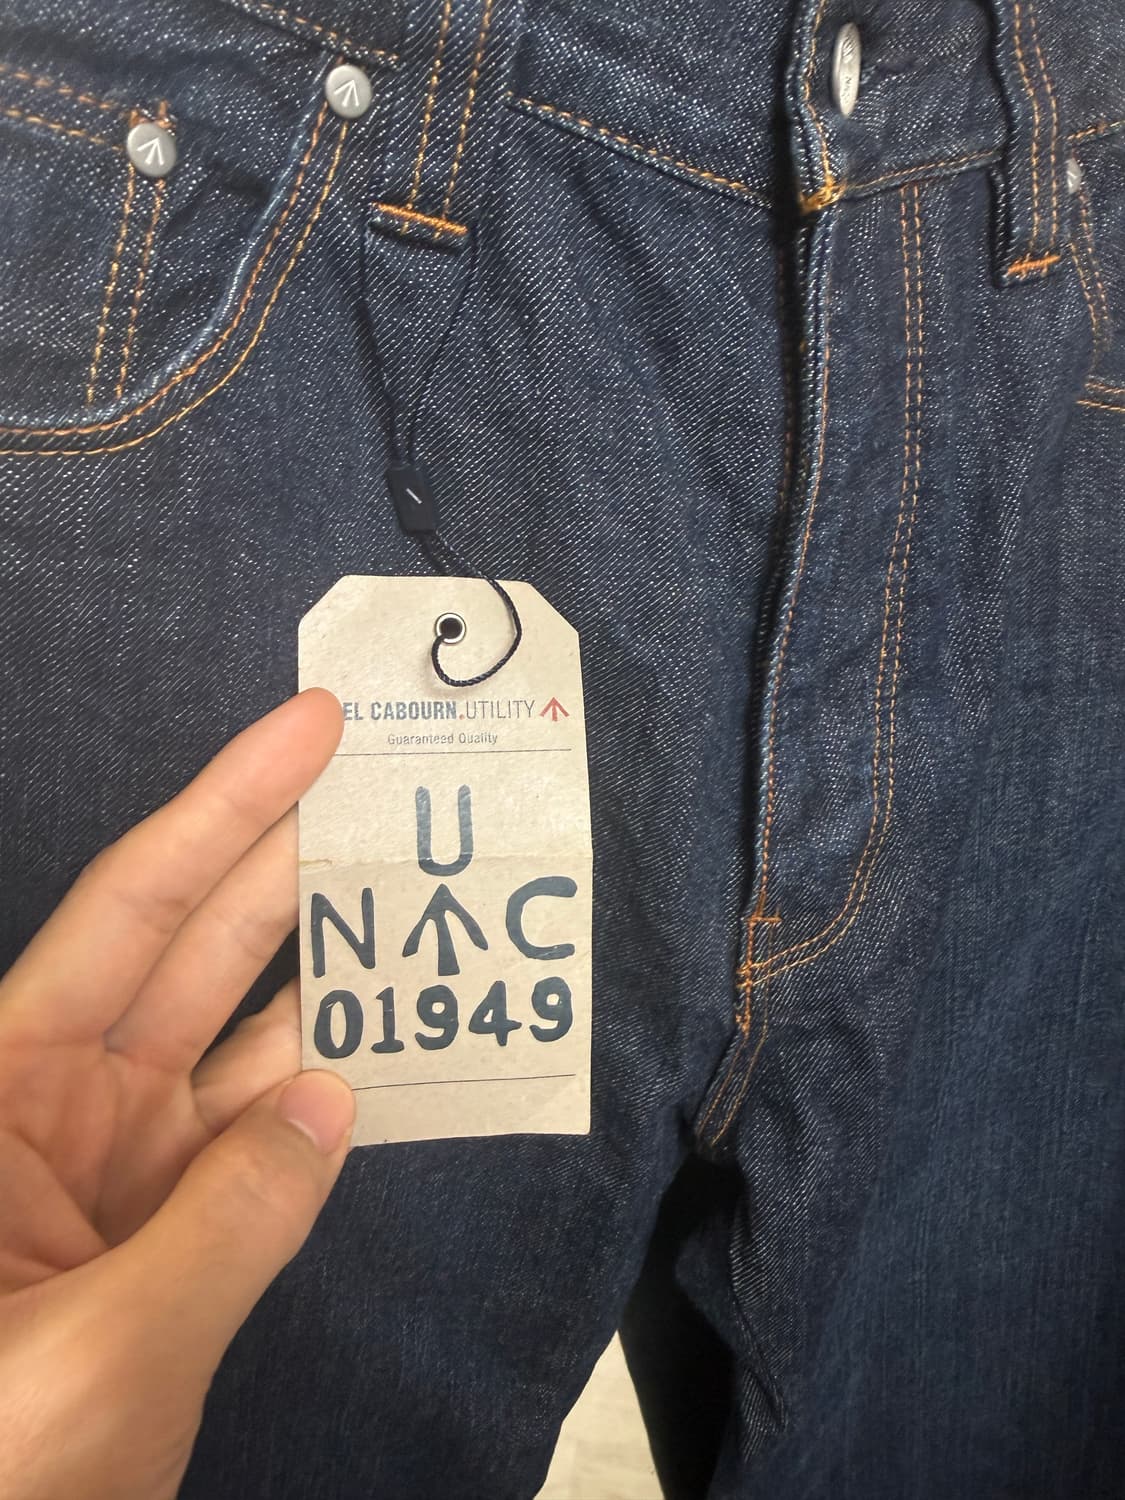 EL CABOURN.UTILITY
Guaranteed Quality
U
N C
01949